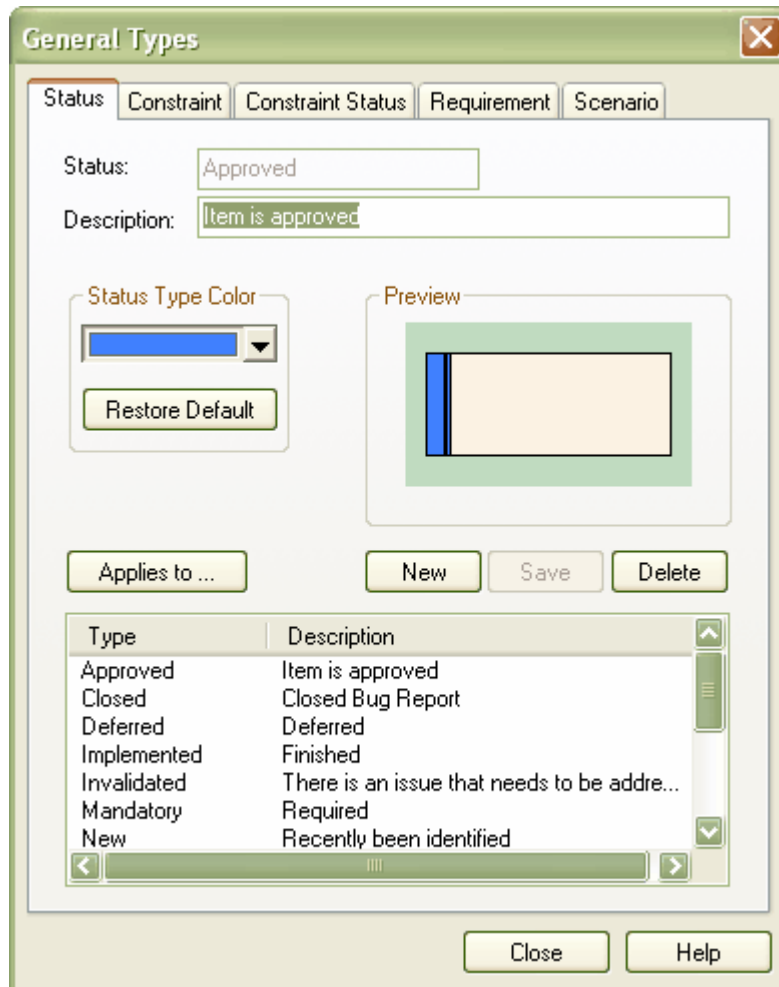 General Types
Status Constraint Constraint Status Requirement Scenario
Status: Approved
Description: Item is approved
Status Type Color Preview
Restore Default
Applies to ... New Save Delete
Type Description
Approved Item is approved
Closed Closed Bug Report
Deferred Deferred
Implemented Finished
Invalidated There is an issue that needs to be addre...
Mandatory Required
New Recently been identified
Close Help